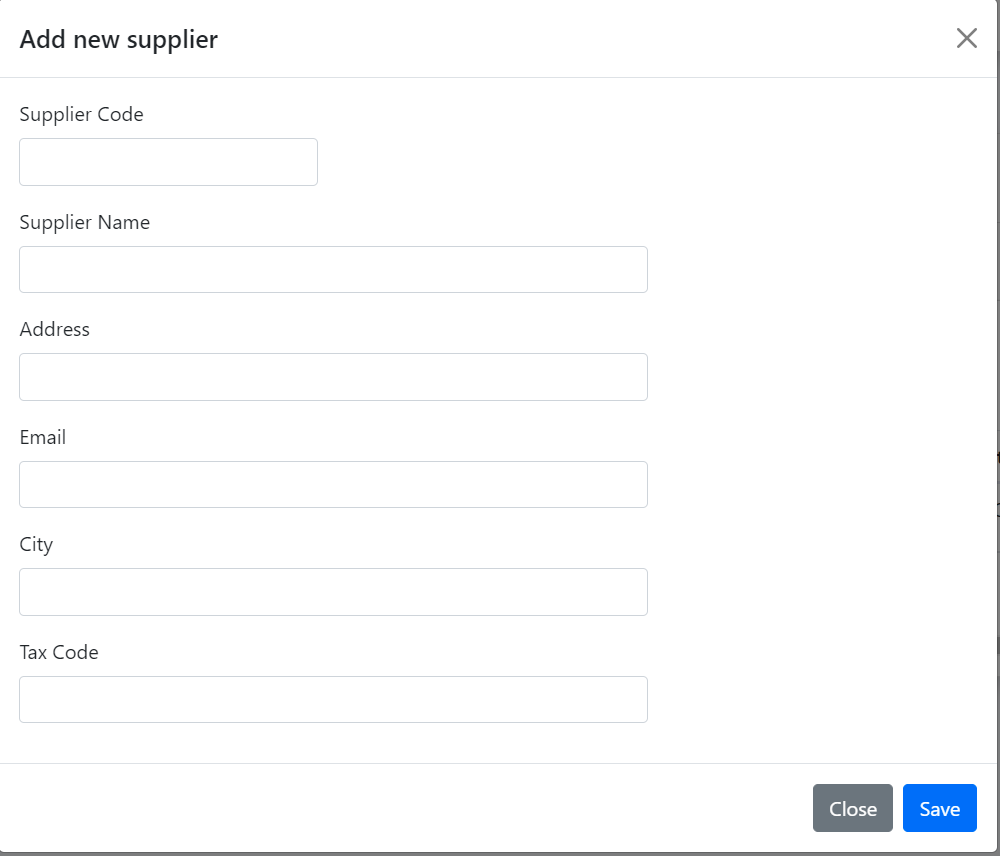 Add new supplier
Supplier Code
Supplier Name
Address
Email
City
Tax Code
Close Save